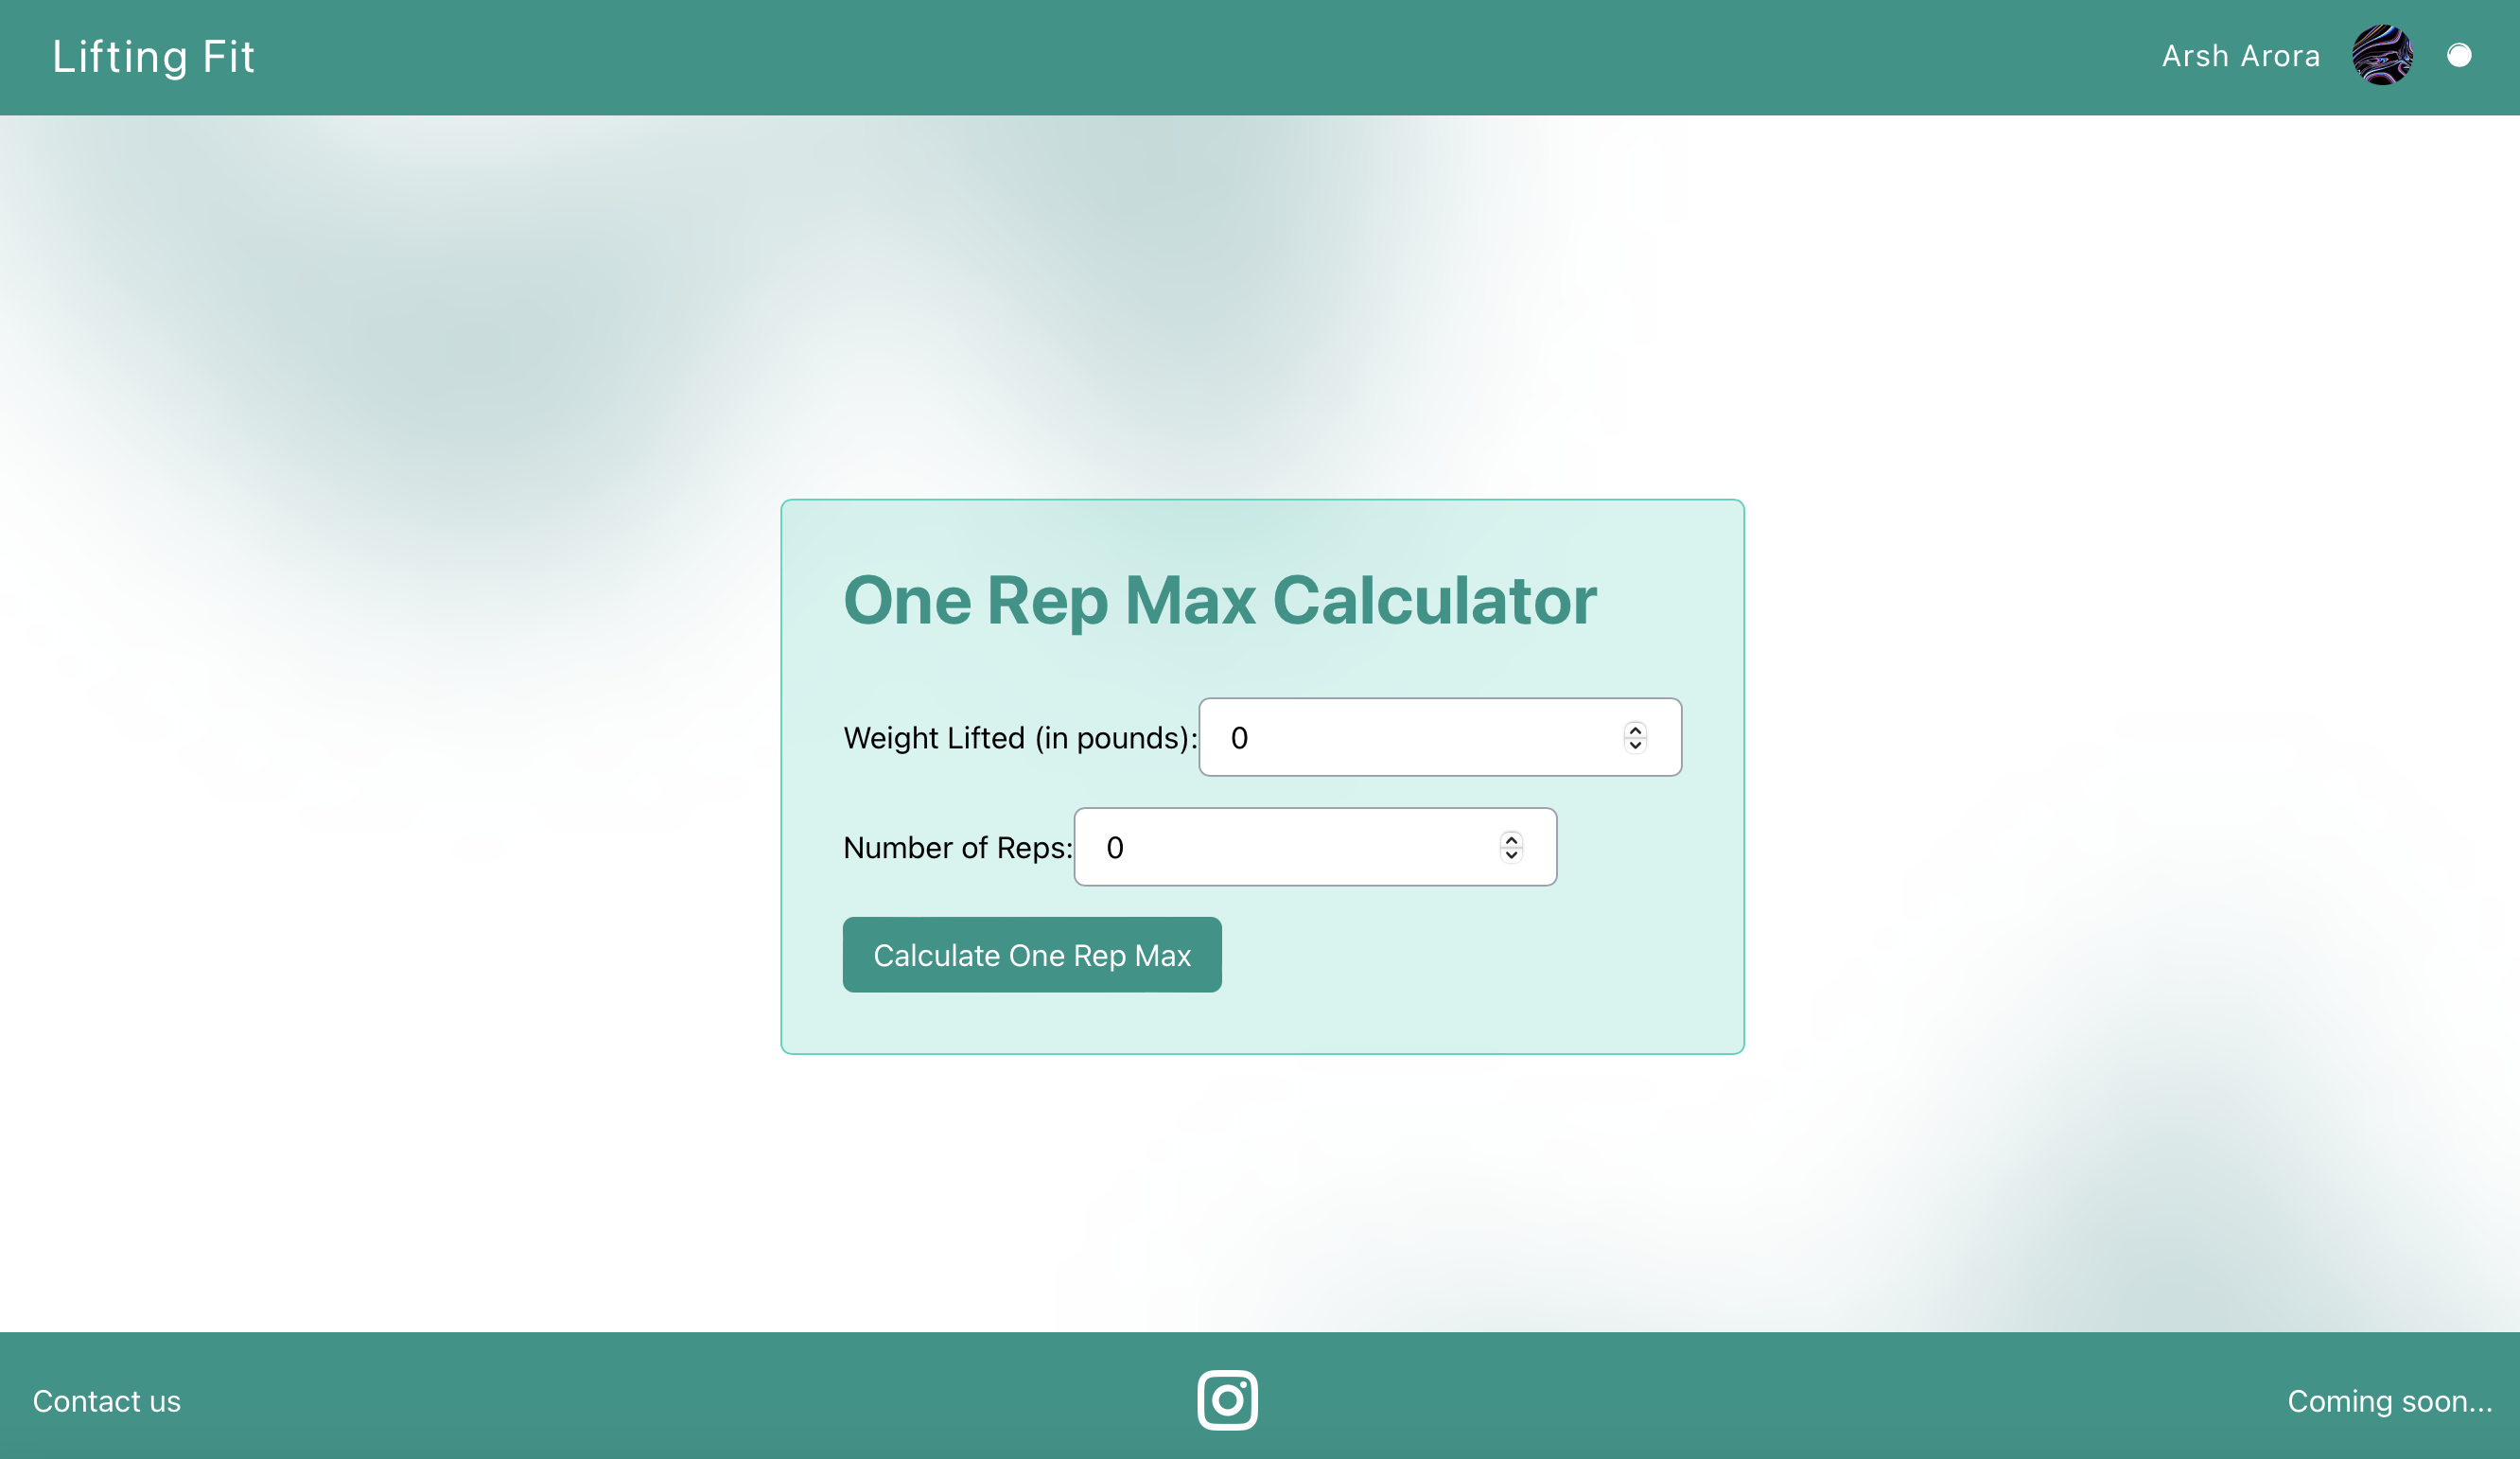 Lifting Fit
Arsh Arora
One Rep Max Calculator
Weight Lifted (in pounds): 0
Number of Reps: 0
Calculate One Rep Max
Contact us
Coming soon...